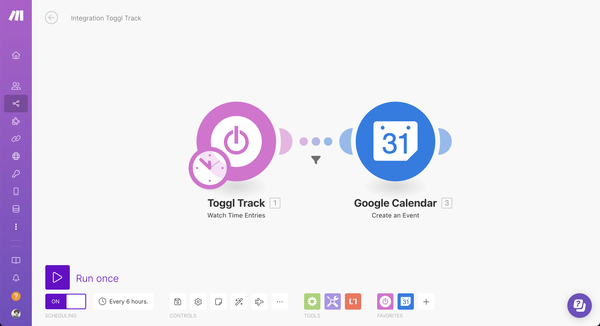 Integration Toggl Track
31
31
Toggl Track 1
Watch Time Entries
Google Calendar 3
Create an Event
Run once
ON
Every 6 hours.
31
SCHEDULING
CONTROLS
TOOLS
FAVORITES